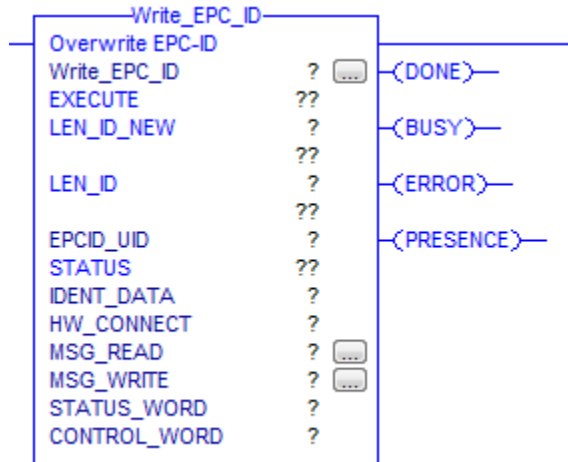 Write_EPC_ID
Overwrite EPC-ID
Write_EPC_ID ? ... (DONE)
EXECUTE ??
LEN_ID_NEW ? (BUSY)
??
LEN_ID ? (ERROR)
??
EPCID_UID ? (PRESENCE)
STATUS ??
IDENT_DATA ?
HW_CONNECT ?
MSG_READ ? ...
MSG_WRITE ? ...
STATUS_WORD ?
CONTROL_WORD ?